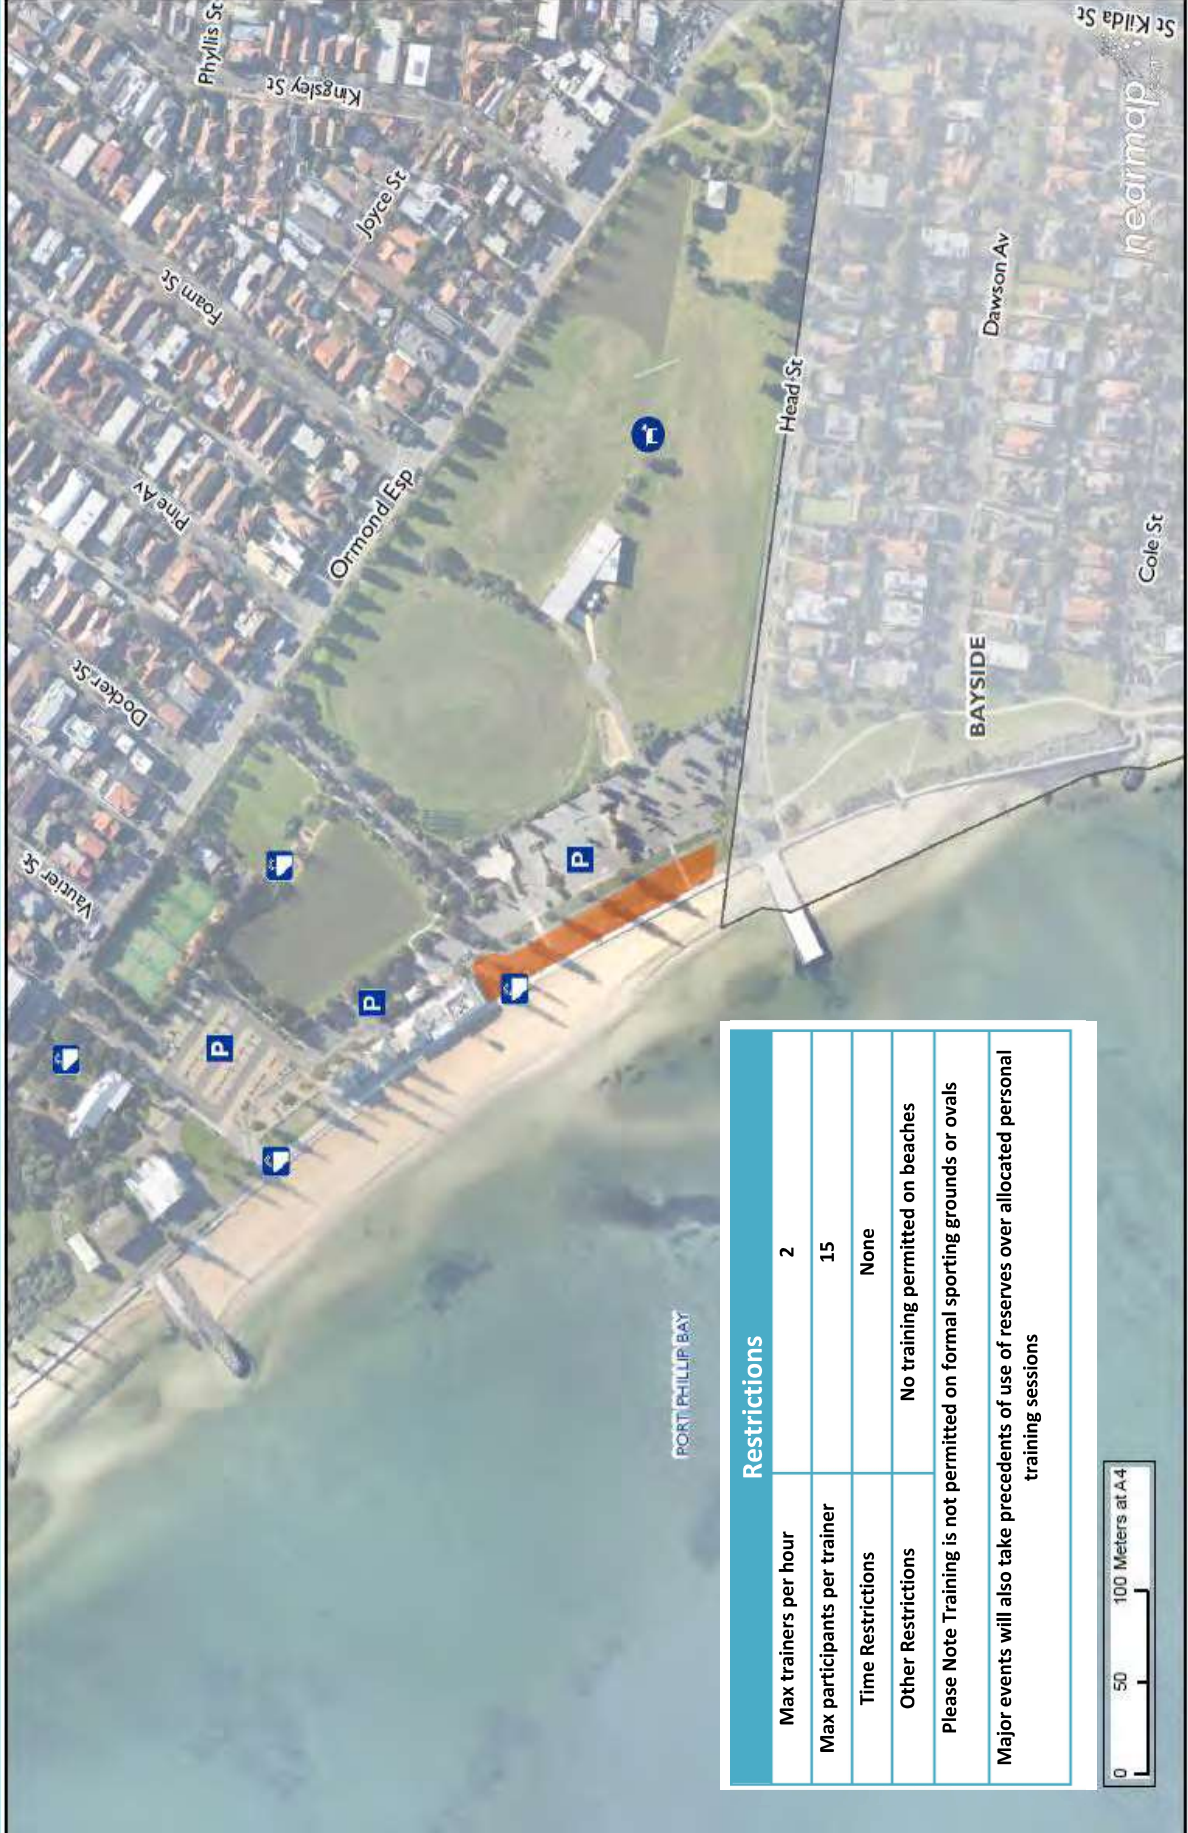 Vautier St
Docker St
Pine Av
Foam St
Phyllis St
Kingsley St
Joyce St
Ormond Esp
P
P
P
Head St
Dawson Av
Cole St
St Kilda St
BAYSIDE
PORT PHILLIP BAY
nearmap
Restrictions
Max trainers per hour 2
Max participants per trainer 15
Time Restrictions None
Other Restrictions No training permitted on beaches
Please Note Training is not permitted on formal sporting grounds or ovals
Major events will also take precedents of use of reserves over allocated personal
training sessions
0 50 100 Meters at A4